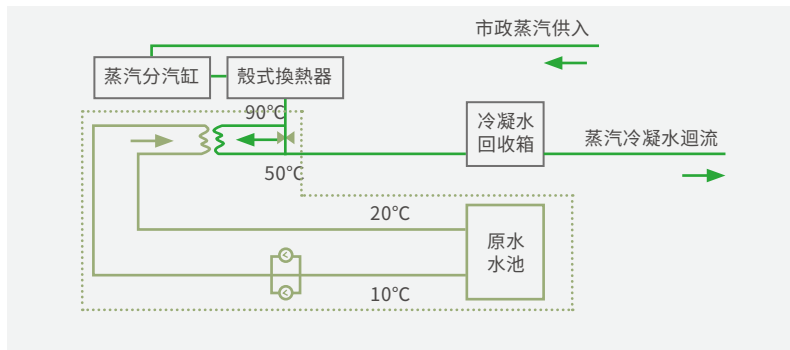 市政蒸汽供入
蒸汽分汽缸
殼式換熱器
90℃
冷凝水
回收箱
蒸汽冷凝水迴流
50℃
20℃
原水
水池
10℃